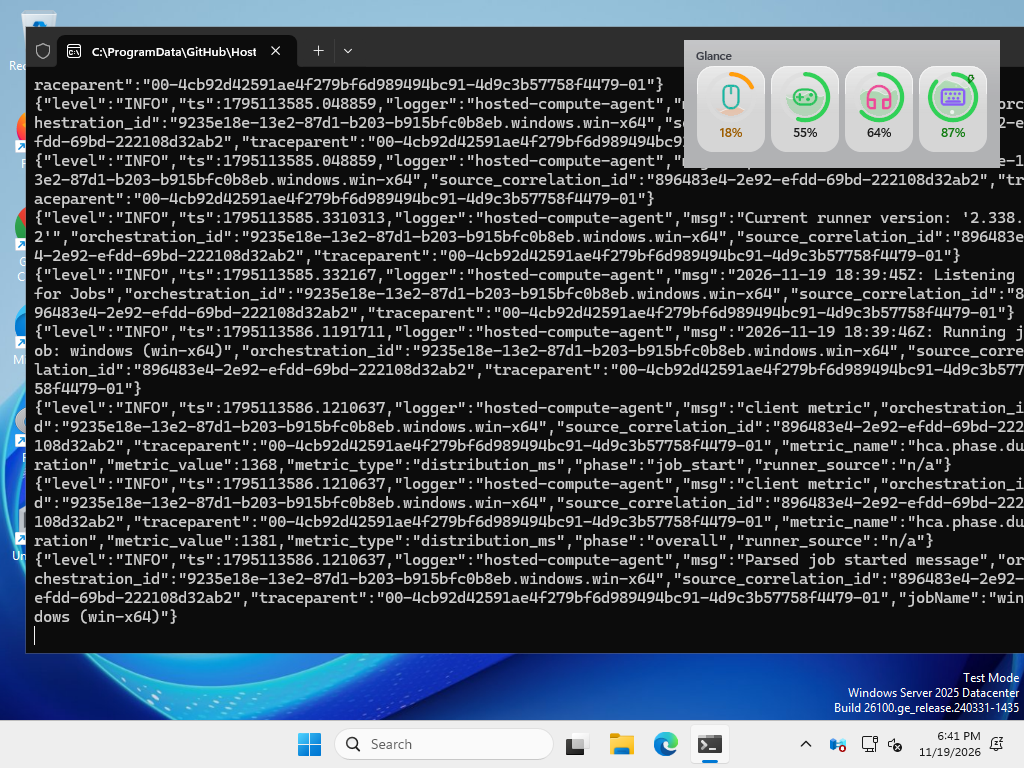 C:\ProgramData\GitHub\Host
Glance
18%
55%
64%
87%
raceparent":"00-4cb92d42591ae4f279bf6d989494bc91-4d9c3b57758f4479-01"}
{"level":"INFO","ts":1795113585.048859,"logger":"hosted-compute-agent","m
hestration_id":"9235e18e-13e2-87d1-b203-b915bfc0b8eb.windows.win-x64","so
fdd-69bd-222108d32ab2","traceparent":"00-4cb92d42591ae4f279bf6d989494bc9
{"level":"INFO","ts":1795113585.048859,"logger":"hosted-compute-agent","m
3e2-87d1-b203-b915bfc0b8eb.windows.win-x64","source_correlation_id":"896483e4-2e92-efdd-69bd-222108d32ab2","tr
aceparent":"00-4cb92d42591ae4f279bf6d989494bc91-4d9c3b57758f4479-01"}
{"level":"INFO","ts":1795113585.3310313,"logger":"hosted-compute-agent","msg":"Current runner version: '2.338.
2'","orchestration_id":"9235e18e-13e2-87d1-b203-b915bfc0b8eb.windows.win-x64","source_correlation_id":"896483e
4-2e92-efdd-69bd-222108d32ab2","traceparent":"00-4cb92d42591ae4f279bf6d989494bc91-4d9c3b57758f4479-01"}
{"level":"INFO","ts":1795113585.332167,"logger":"hosted-compute-agent","msg":"2026-11-19 18:39:45Z: Listening
for Jobs","orchestration_id":"9235e18e-13e2-87d1-b203-b915bfc0b8eb.windows.win-x64","source_correlation_id":"8
96483e4-2e92-efdd-69bd-222108d32ab2","traceparent":"00-4cb92d42591ae4f279bf6d989494bc91-4d9c3b57758f4479-01"}
{"level":"INFO","ts":1795113586.1191711,"logger":"hosted-compute-agent","msg":"2026-11-19 18:39:46Z: Running j
ob: windows (win-x64)","orchestration_id":"9235e18e-13e2-87d1-b203-b915bfc0b8eb.windows.win-x64","source_corre
lation_id":"896483e4-2e92-efdd-69bd-222108d32ab2","traceparent":"00-4cb92d42591ae4f279bf6d989494bc91-4d9c3b577
58f4479-01"}
{"level":"INFO","ts":1795113586.1210637,"logger":"hosted-compute-agent","msg":"client metric","orchestration_i
d":"9235e18e-13e2-87d1-b203-b915bfc0b8eb.windows.win-x64","source_correlation_id":"896483e4-2e92-efdd-69bd-222
108d32ab2","traceparent":"00-4cb92d42591ae4f279bf6d989494bc91-4d9c3b57758f4479-01","metric_name":"hca.phase.du
ration","metric_value":1368,"metric_type":"distribution_ms","phase":"job_start","runner_source":"n/a"}
{"level":"INFO","ts":1795113586.1210637,"logger":"hosted-compute-agent","msg":"client metric","orchestration_i
d":"9235e18e-13e2-87d1-b203-b915bfc0b8eb.windows.win-x64","source_correlation_id":"896483e4-2e92-efdd-69bd-222
108d32ab2","traceparent":"00-4cb92d42591ae4f279bf6d989494bc91-4d9c3b57758f4479-01","metric_name":"hca.phase.du
ration","metric_value":1381,"metric_type":"distribution_ms","phase":"overall","runner_source":"n/a"}
{"level":"INFO","ts":1795113586.1210637,"logger":"hosted-compute-agent","msg":"Parsed job started message","or
chestration_id":"9235e18e-13e2-87d1-b203-b915bfc0b8eb.windows.win-x64","source_correlation_id":"896483e4-2e92-
efdd-69bd-222108d32ab2","traceparent":"00-4cb92d42591ae4f279bf6d989494bc91-4d9c3b57758f4479-01","jobName":"win
dows (win-x64)"}
Test Mode
Windows Server 2025 Datacenter
Build 26100.ge_release.240331-1435
Search
6:41 PM
11/19/2026